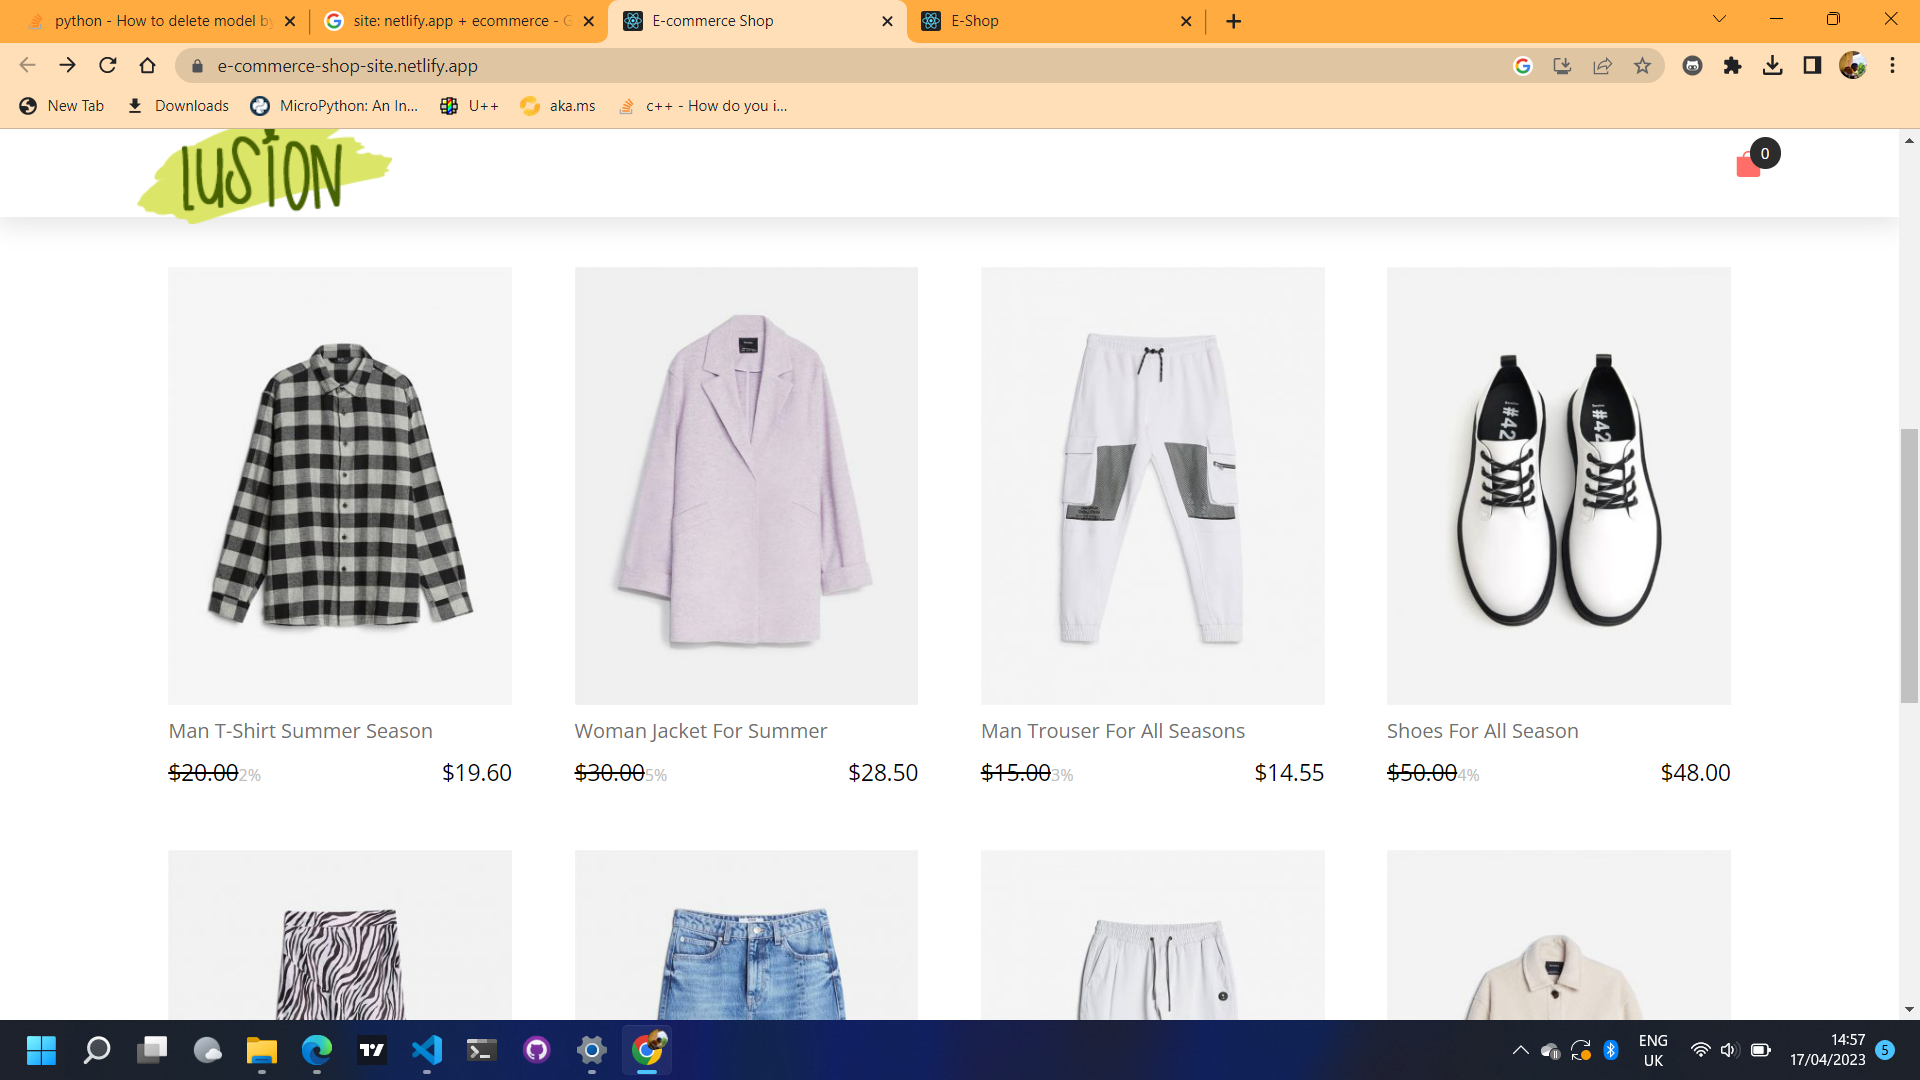 python - How to delete model by
site: netlify.app + ecommerce - G
E-commerce Shop
E-Shop
e-commerce-shop-site.netlify.app
New Tab
Downloads
MicroPython: An In...
U++
aka.ms
c++ - How do you i...
LUSION
0
#42
#42
Man T-Shirt Summer Season
Woman Jacket For Summer
Man Trouser For All Seasons
Shoes For All Season
$20.00 2% $19.60
$30.00 5% $28.50
$15.00 3% $14.55
$50.00 4% $48.00
ENG
UK
14:57
17/04/2023
5